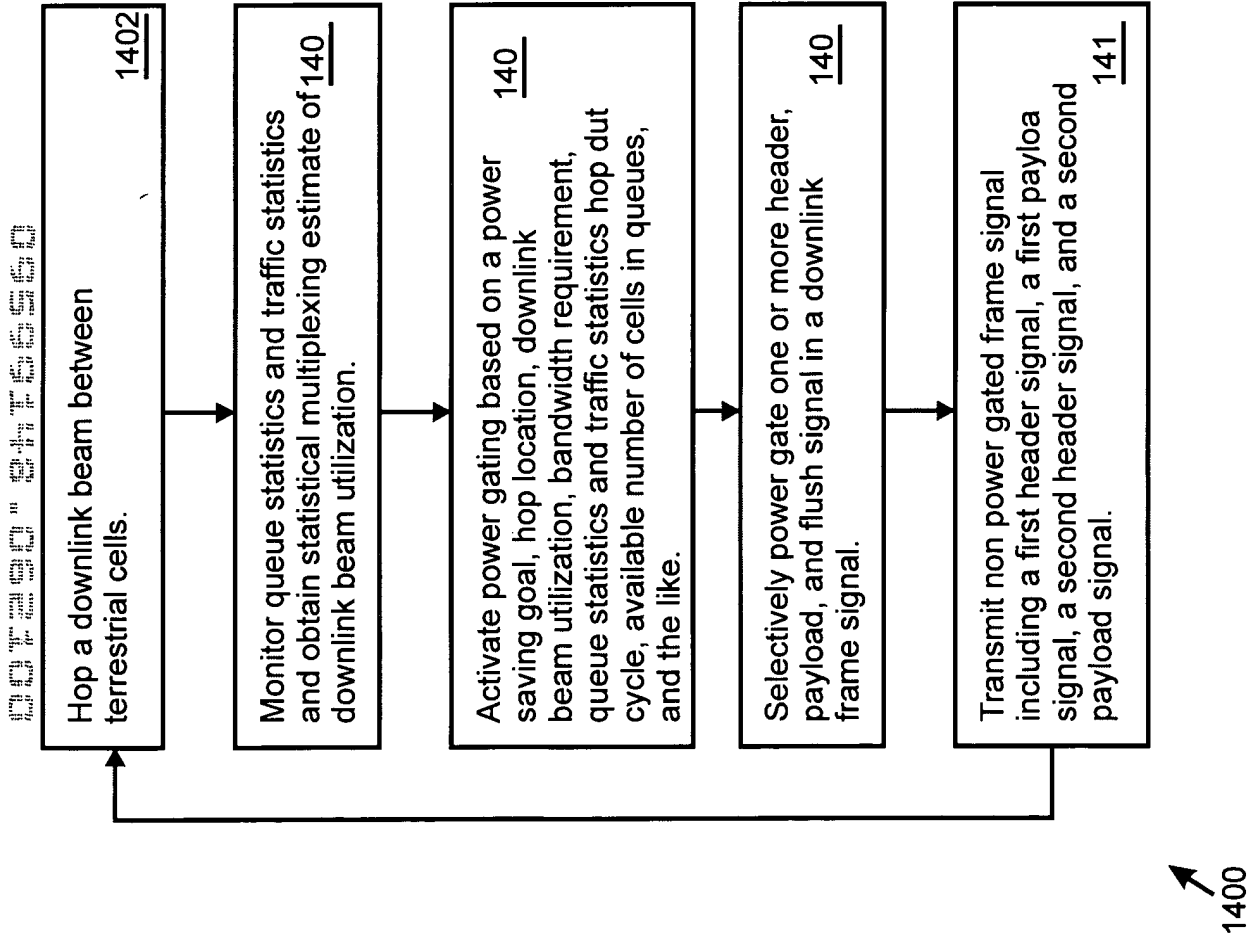 Hop a downlink beam between
terrestrial cells.
1402
Monitor queue statistics and traffic statistics
and obtain statistical multiplexing estimate of
downlink beam utilization.
140
Activate power gating based on a power
saving goal, hop location, downlink
beam utilization, bandwidth requirement,
queue statistics and traffic statistics hop dut
cycle, available number of cells in queues,
and the like.
140
Selectively power gate one or more header,
payload, and flush signal in a downlink
frame signal.
140
Transmit non power gated frame signal
including a first header signal, a first payloa
signal, a second header signal, and a second
payload signal.
141
1400